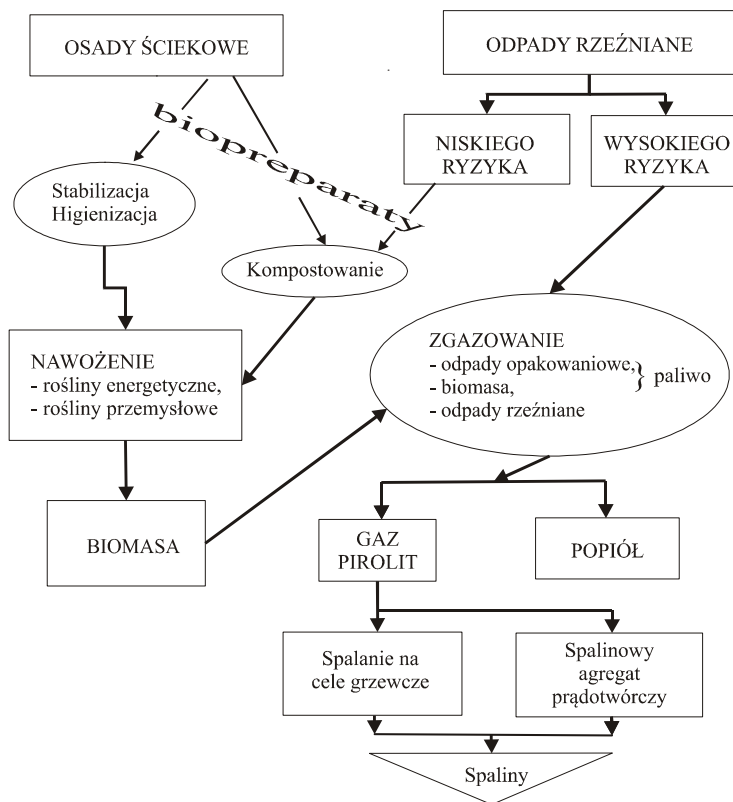 OSADY ŚCIEKOWE
ODPADY RZEŹNIANE
biopreparaty
NISKIEGO
RYZYKA
WYSOKIEGO
RYZYKA
Stabilizacja
Higienizacja
Kompostowanie
NAWOŻENIE
- rośliny energetyczne,
- rośliny przemysłowe
ZGAZOWANIE
- odpady opakowaniowe,
- biomasa,
- odpady rzeźniane
} paliwo
BIOMASA
GAZ
PIROLIT
POPIÓŁ
Spalanie na
cele grzewcze
Spalinowy
agregat
prądotwórczy
Spaliny